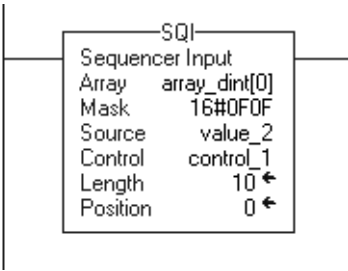 SQI
Sequencer Input
Array array_dint[0]
Mask 16#0F0F
Source value_2
Control control_1
Length 10
Position 0